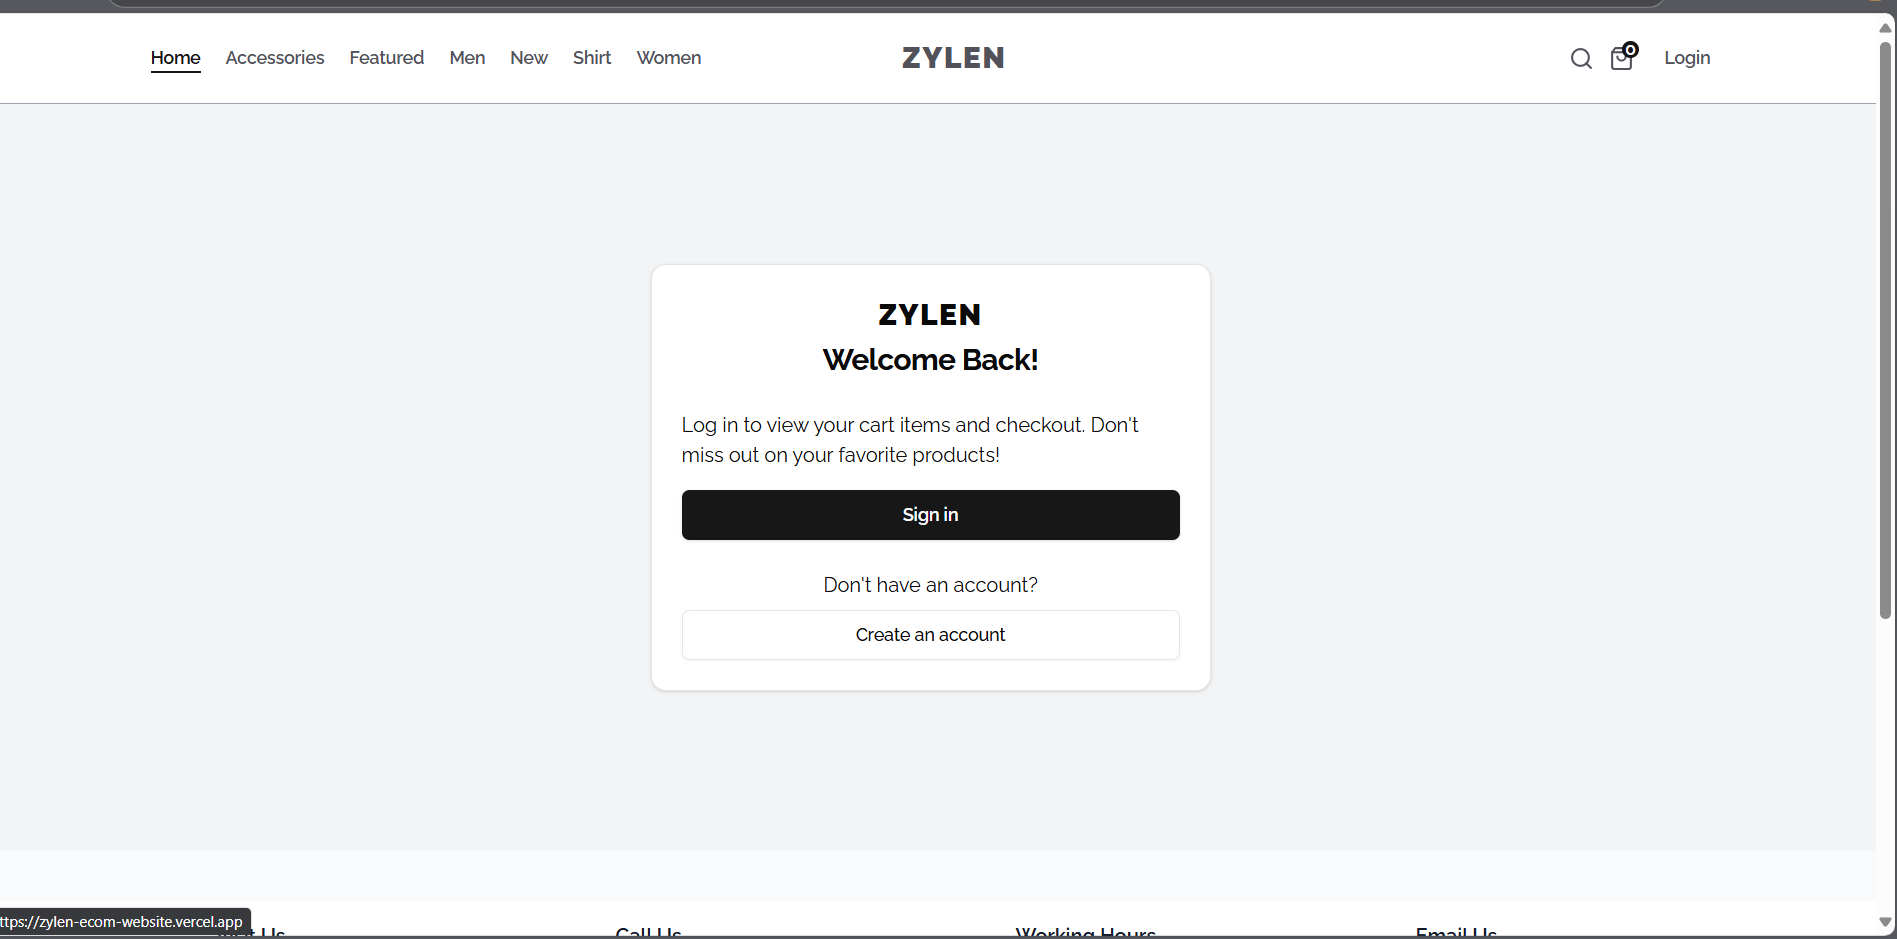 Home Accessories Featured Men New Shirt Women ZYLEN 0 Login
ZYLEN
Welcome Back!
Log in to view your cart items and checkout. Don't
miss out on your favorite products!
Sign in
Don't have an account?
Create an account
ttps://zylen-ecom-website.vercel.app
Us Call Us Working Hours Email Us